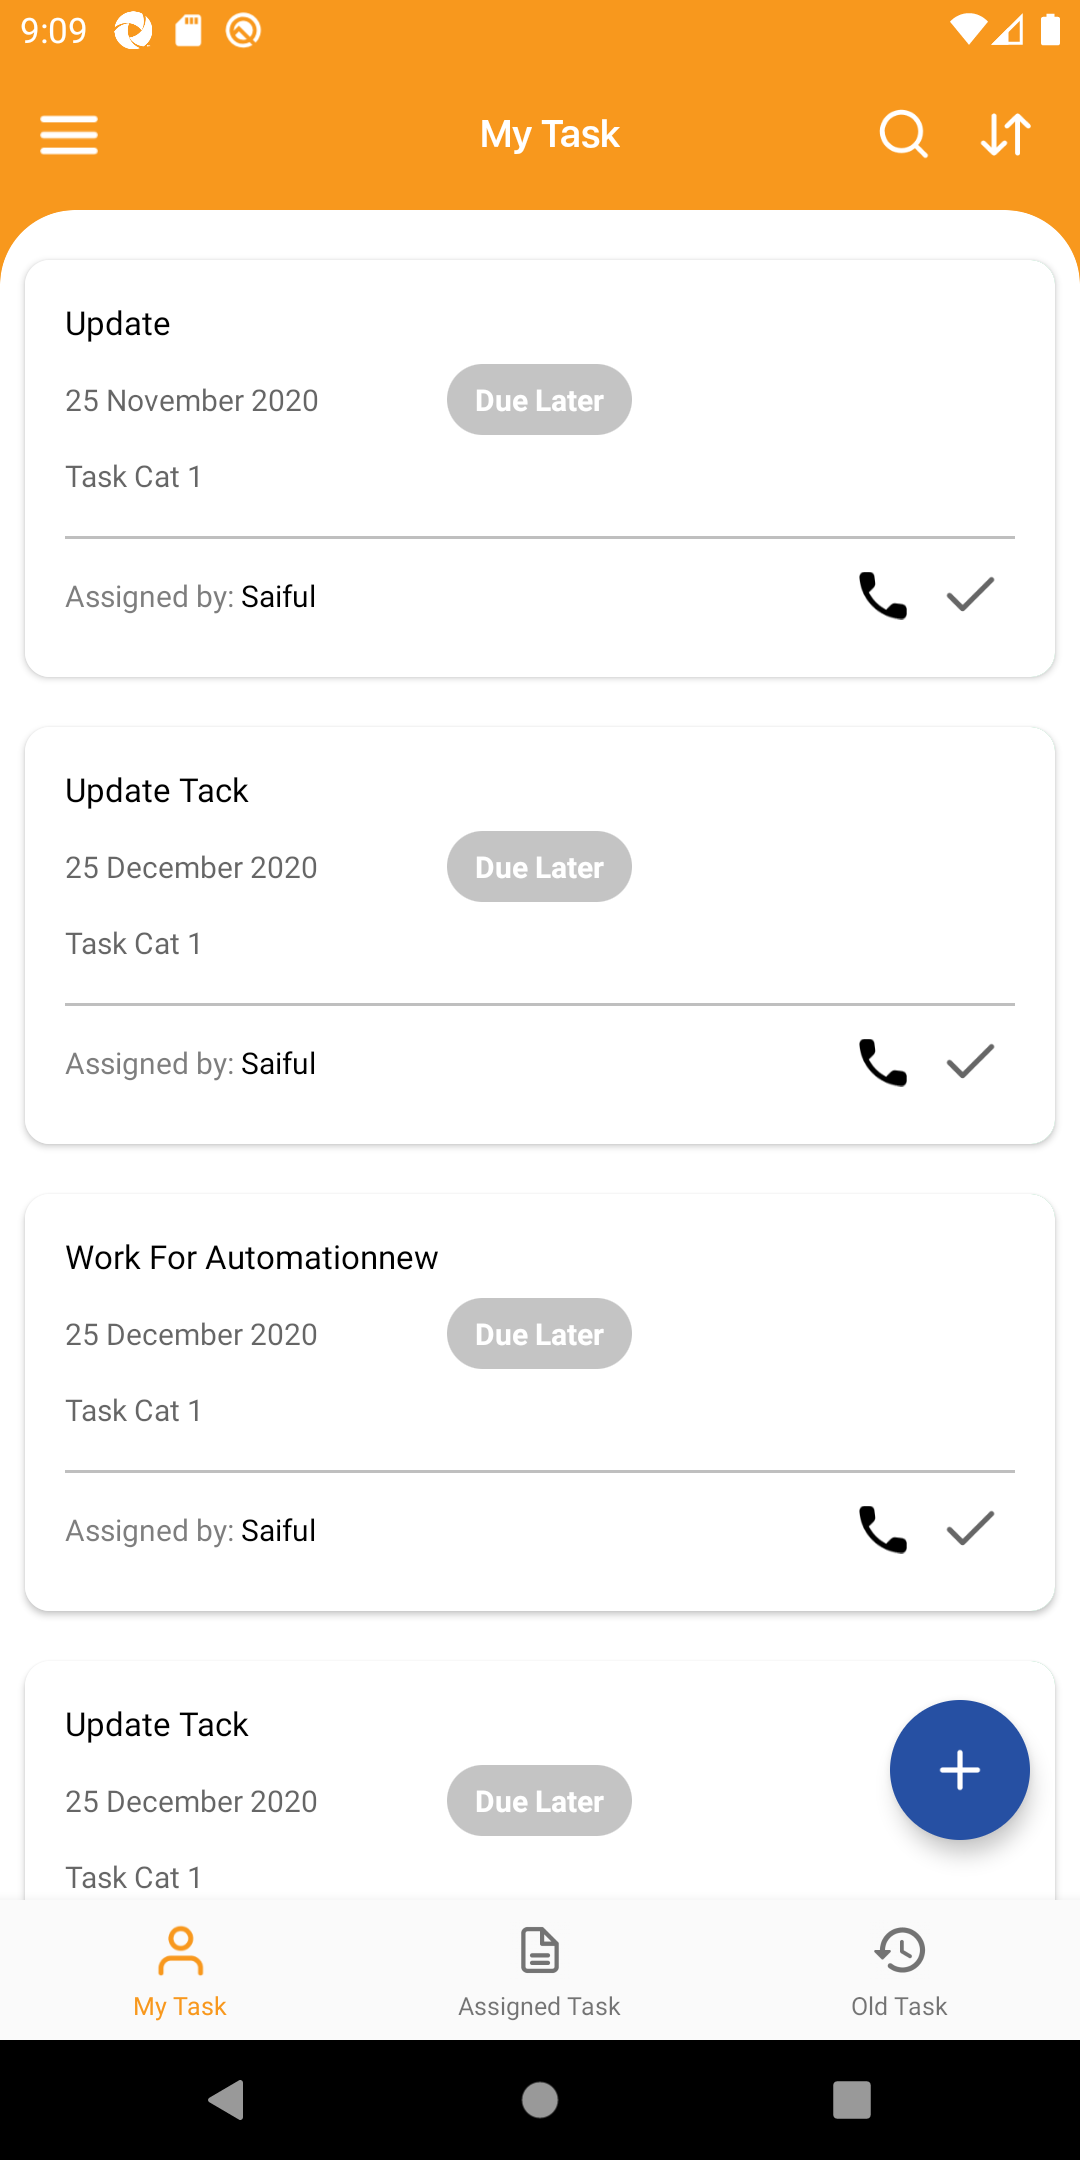 9:09
My Task
Update
25 November 2020 Due Later
Task Cat 1
Assigned by: Saiful
Update Tack
25 December 2020 Due Later
Task Cat 1
Assigned by: Saiful
Work For Automationnew
25 December 2020 Due Later
Task Cat 1
Assigned by: Saiful
Update Tack
25 December 2020 Due Later
Task Cat 1
My Task Assigned Task Old Task